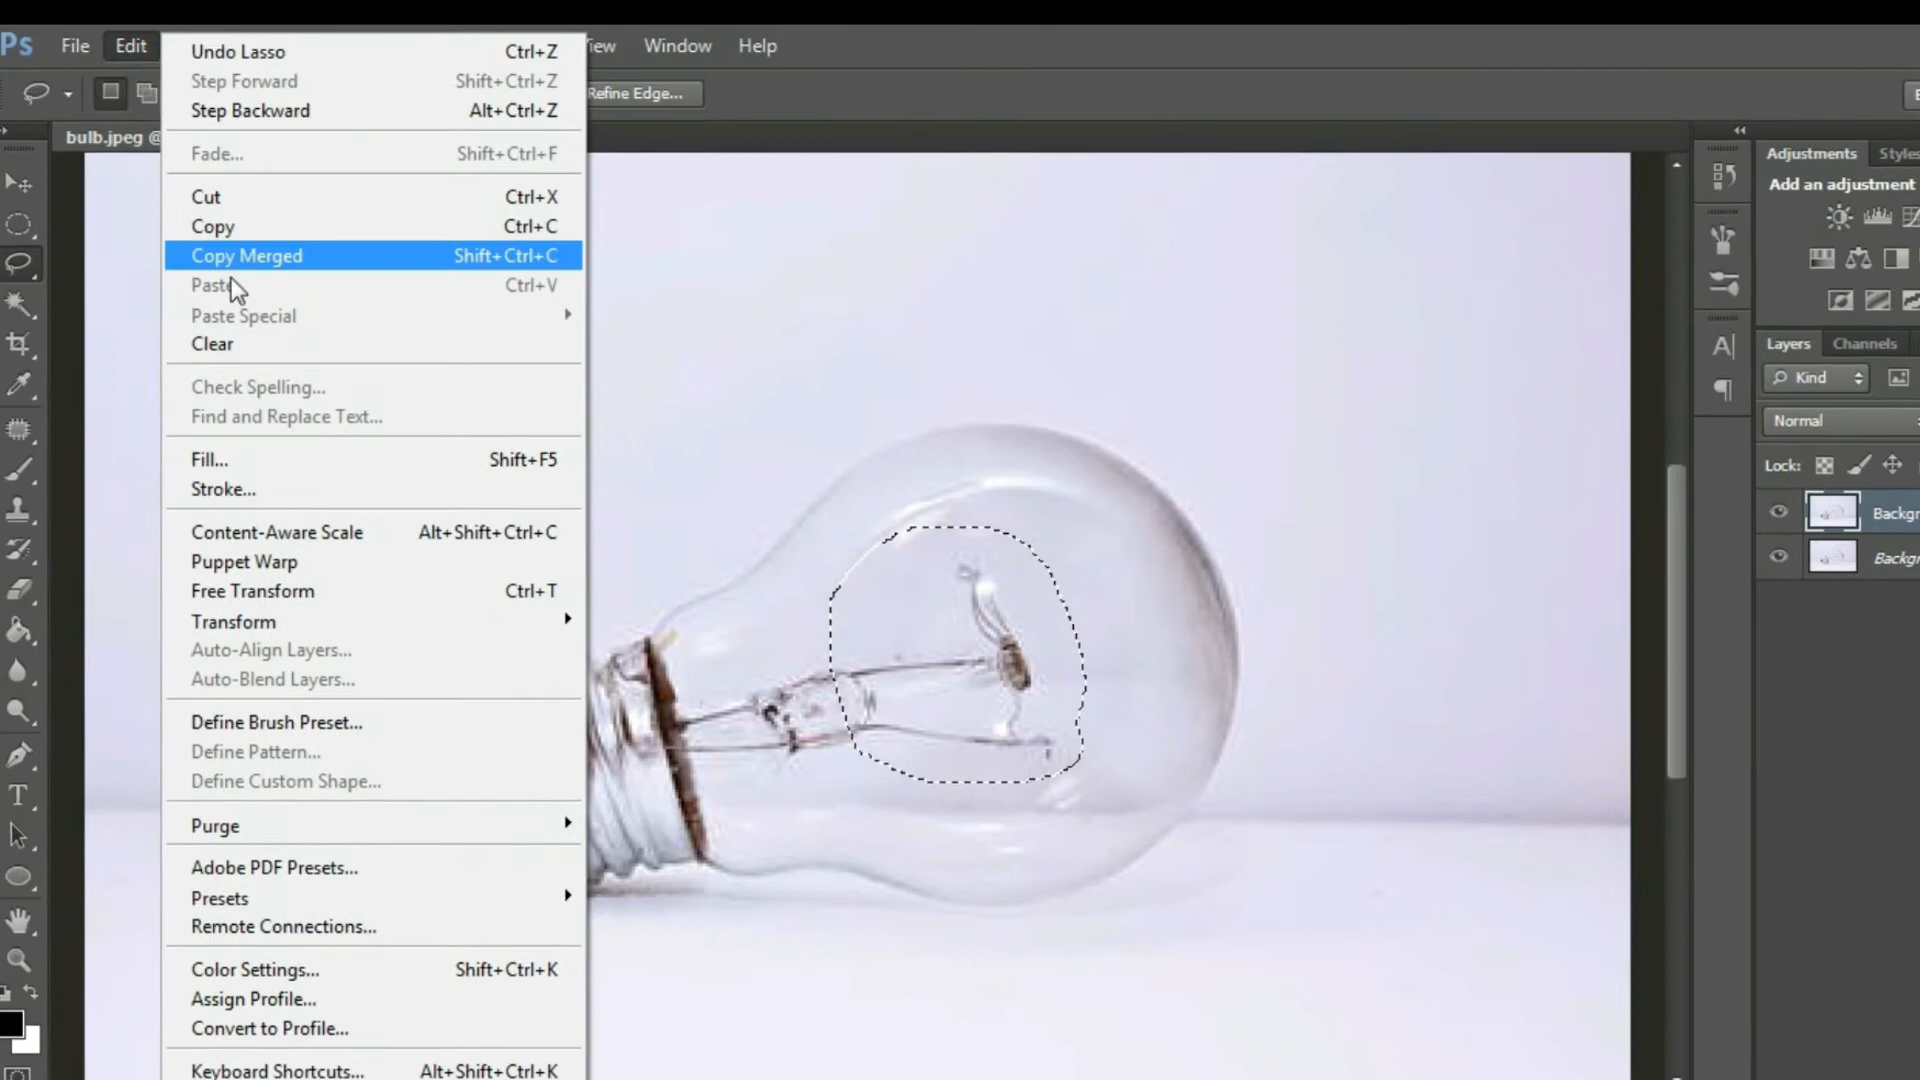 Ps File Edit View Window Help
Refine Edge...
bulb.jpeg @
Undo Lasso Ctrl+Z
Step Forward Shift+Ctrl+Z
Step Backward Alt+Ctrl+Z
Fade... Shift+Ctrl+F
Cut Ctrl+X
Copy Ctrl+C
Copy Merged Shift+Ctrl+C
Paste Ctrl+V
Paste Special
Clear
Check Spelling...
Find and Replace Text...
Fill... Shift+F5
Stroke...
Content-Aware Scale Alt+Shift+Ctrl+C
Puppet Warp
Free Transform Ctrl+T
Transform
Auto-Align Layers...
Auto-Blend Layers...
Define Brush Preset...
Define Pattern...
Define Custom Shape...
Purge
Adobe PDF Presets...
Presets
Remote Connections...
Color Settings... Shift+Ctrl+K
Assign Profile...
Convert to Profile...
Keyboard Shortcuts... Alt+Shift+Ctrl+K
Adjustments Styles
Add an adjustment
Layers Channels
Kind
Normal
Lock:
Backgr
Backgr